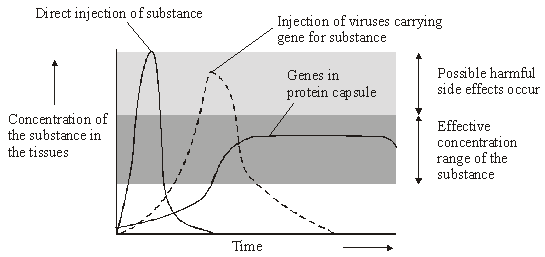 Direct injection of substance
Injection of viruses carrying
gene for substance
Genes in
protein capsule
Possible harmful
side effects occur
Concentration of
the substance in
the tissues
Effective
concentration
range of the
substance
Time